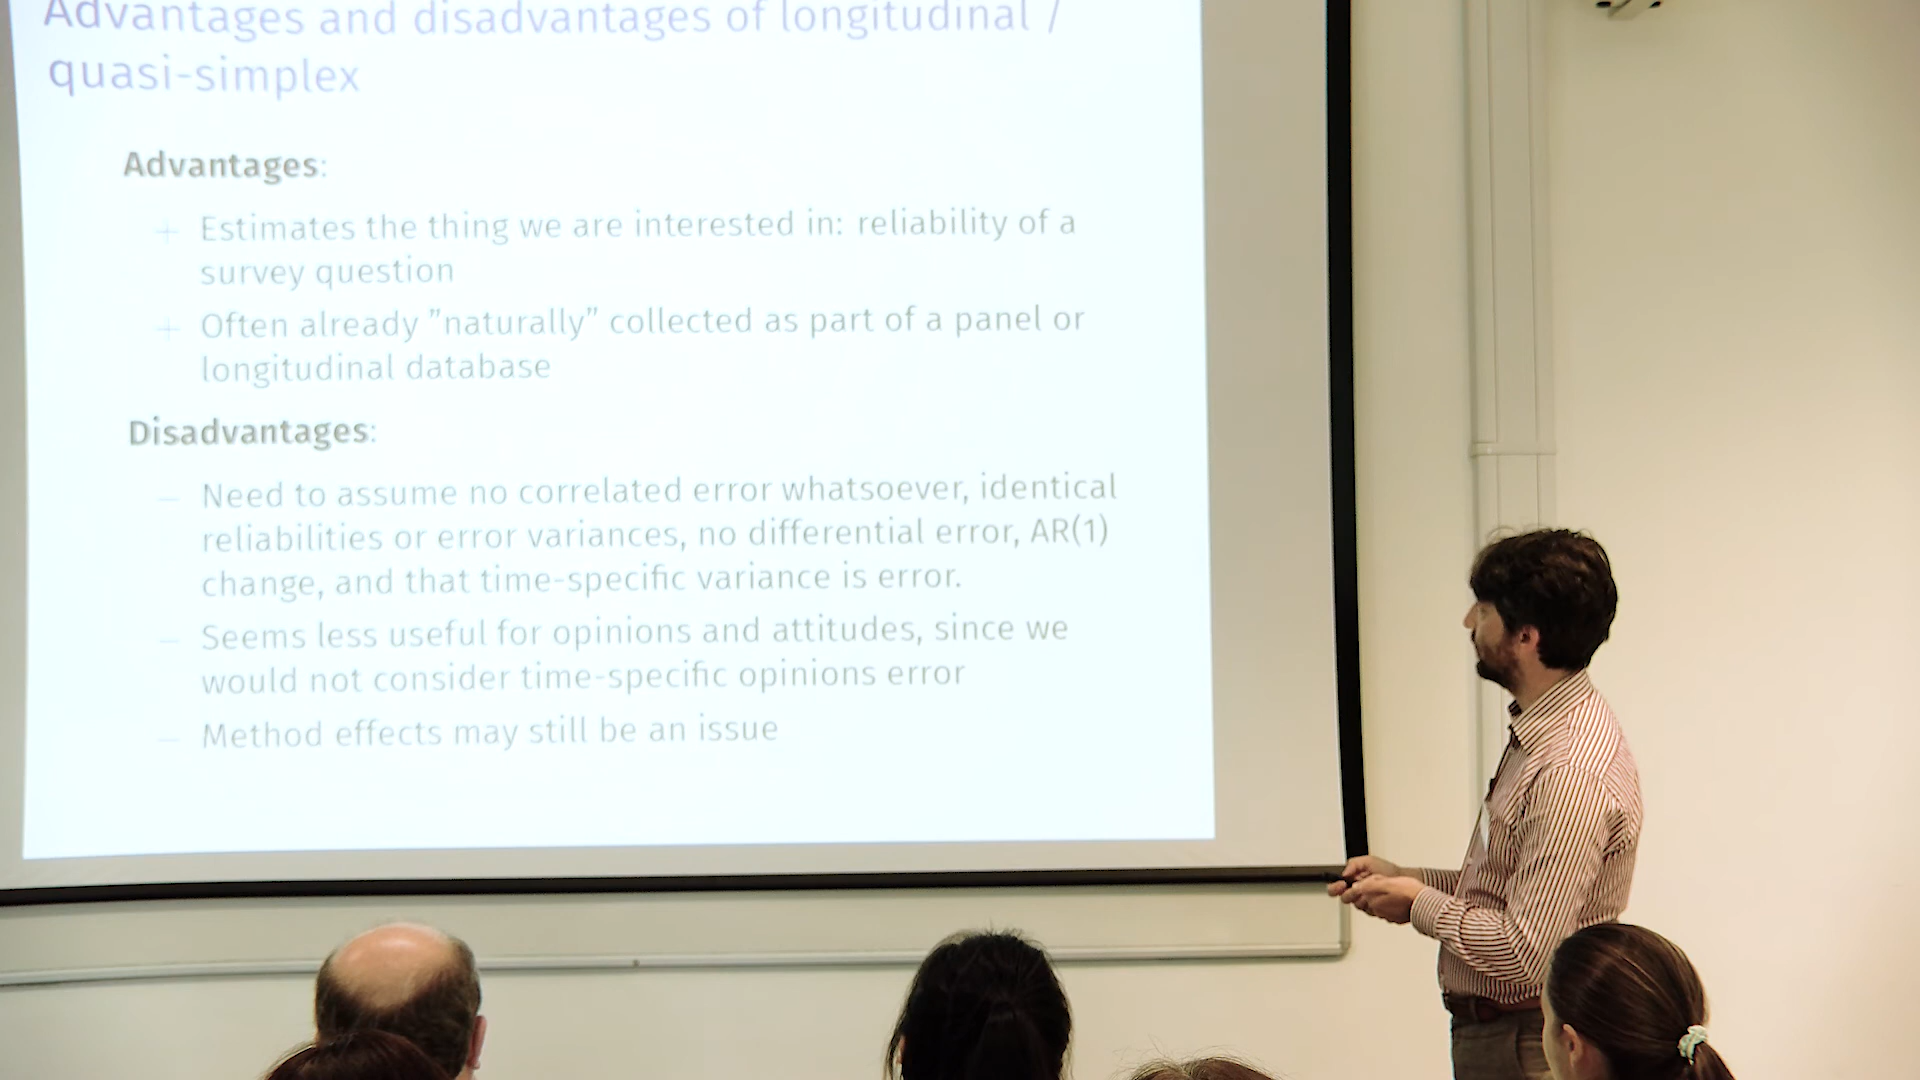 Advantages and disadvantages of longitudinal /
quasi-simplex
Advantages:
+ Estimates the thing we are interested in: reliability of a
survey question
+ Often already ”naturally” collected as part of a panel or
longitudinal database
Disadvantages:
– Need to assume no correlated error whatsoever, identical
reliabilities or error variances, no differential error, AR(1)
change, and that time-specific variance is error.
– Seems less useful for opinions and attitudes, since we
would not consider time-specific opinions error
– Method effects may still be an issue